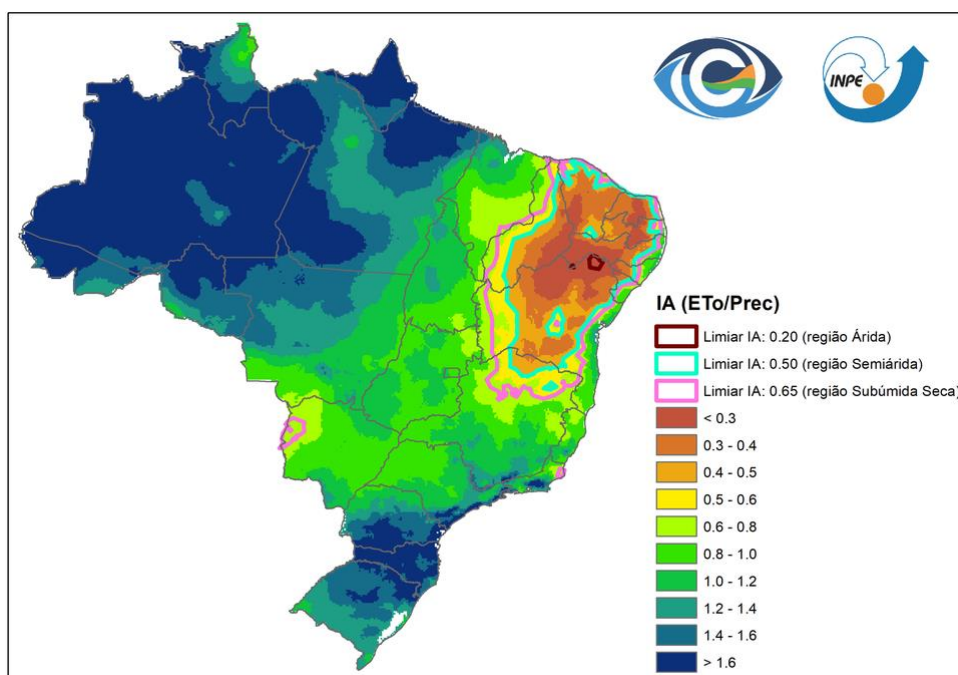 INPE
IA (ETo/Prec)
Limiar IA: 0.20 (região Árida)
Limiar IA: 0.50 (região Semiárida)
Limiar IA: 0.65 (região Subúmida Seca)
< 0.3
0.3 - 0.4
0.4 - 0.5
0.5 - 0.6
0.6 - 0.8
0.8 - 1.0
1.0 - 1.2
1.2 - 1.4
1.4 - 1.6
> 1.6